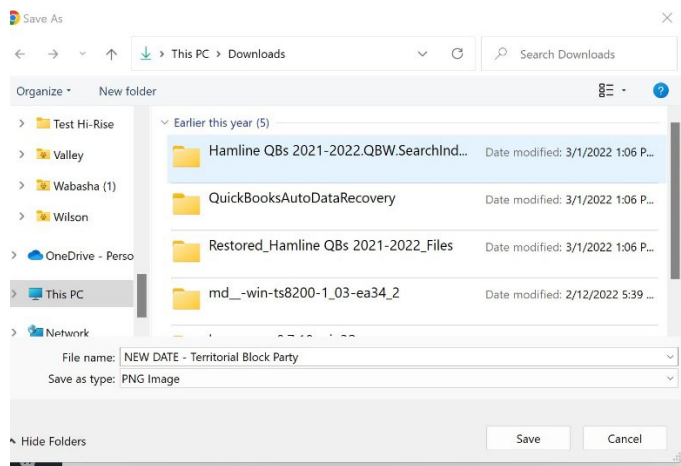 Save As
This PC > Downloads
Search Downloads
Organize
New folder
Test Hi-Rise
Valley
Wabasha (1)
Wilson
OneDrive - Perso
This PC
Network
Earlier this year (5)
Hamline QBs 2021-2022.QBW.SearchInd... Date modified: 3/1/2022 1:06 P...
QuickBooksAutoDataRecovery Date modified: 3/1/2022 1:06 P...
Restored_Hamline QBs 2021-2022_Files Date modified: 3/1/2022 1:06 P...
md__-win-ts8200-1_03-ea34_2 Date modified: 2/12/2022 5:39 ...
File name: NEW DATE - Territorial Block Party
Save as type: PNG Image
Hide Folders
Save
Cancel